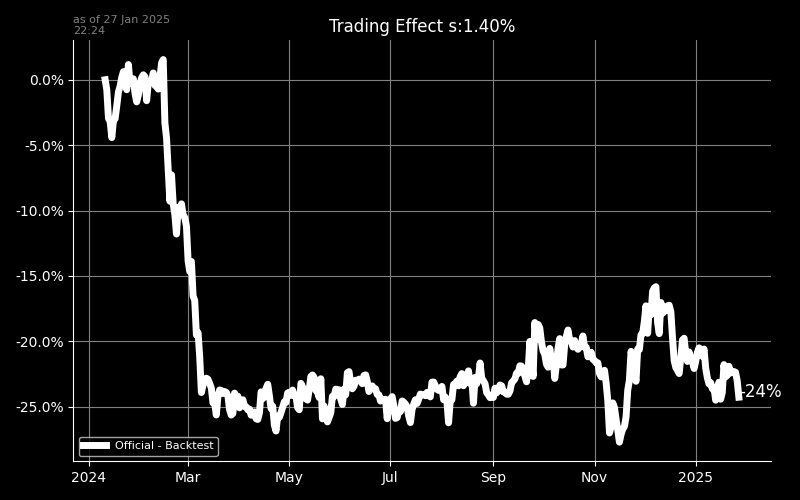 as of 27 Jan 2025
22:24
Trading Effect s:1.40%
0.0%
-5.0%
-10.0%
-15.0%
-20.0%
-25.0%
-24%
Official - Backtest
2024
Mar
May
Jul
Sep
Nov
2025